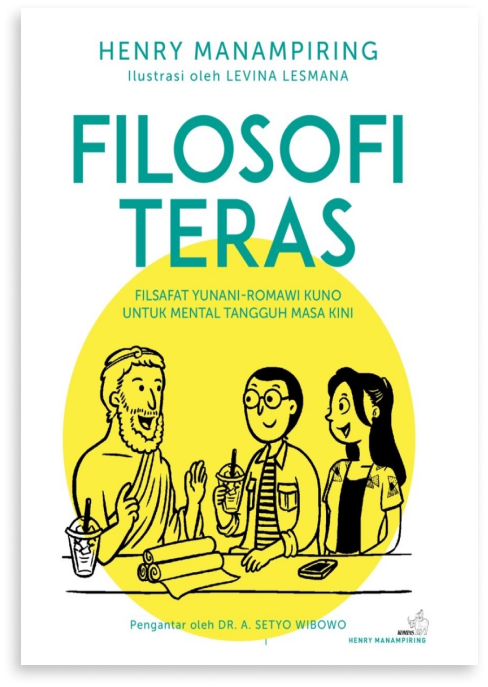 HENRY MANAMPIRING
Ilustrasi oleh LEVINA LESMANA
FILOSOFI
TERAS
FILSAFAT YUNANI-ROMAWI KUNO
UNTUK MENTAL TANGGUH MASA KINI
Pengantar oleh DR. A. SETYO WIBOWO
HENRY MANAMPIRING